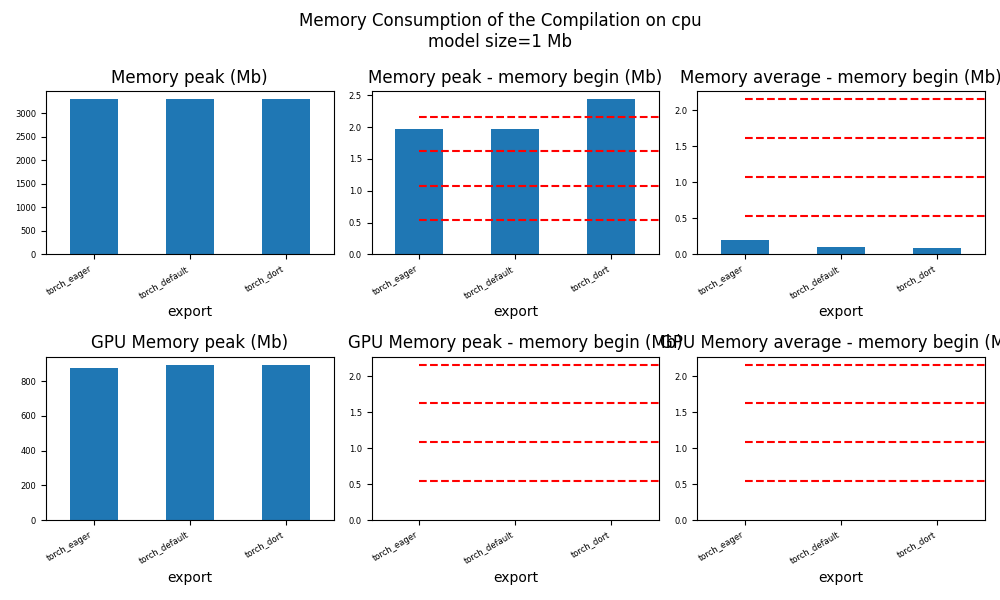 Memory Consumption of the Compilation on cpu
model size=1 Mb
Memory peak (Mb)
3000
2500
2000
1500
1000
500
0
torch_eager
torch_default
torch_dort
export
Memory peak - memory begin (Mb)
2.5
2.0
1.5
1.0
0.5
0.0
torch_eager
torch_default
torch_dort
export
Memory average - memory begin (Mb)
2.0
1.5
1.0
0.5
0.0
torch_eager
torch_default
torch_dort
export
GPU Memory peak (Mb)
800
600
400
200
0
torch_eager
torch_default
torch_dort
export
GPU Memory peak - memory begin (Mb)
2.0
1.5
1.0
0.5
0.0
torch_eager
torch_default
torch_dort
export
GPU Memory average - memory begin (M
2.0
1.5
1.0
0.5
0.0
torch_eager
torch_default
torch_dort
export